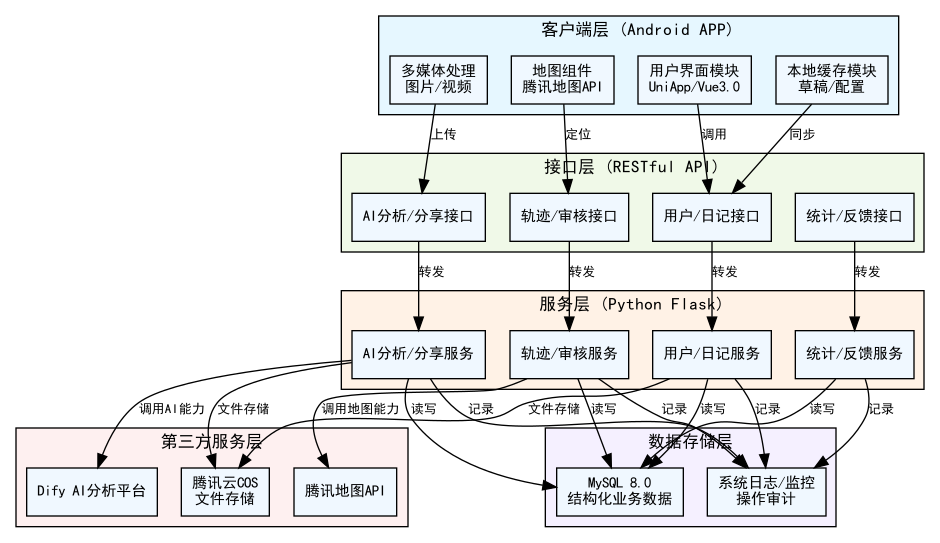 客户端层 (Android APP)
多媒体处理
图片/视频
地图组件
腾讯地图API
用户界面模块
UniApp/Vue3.0
本地缓存模块
草稿/配置
上传
定位
调用
同步
接口层 (RESTful API)
AI分析/分享接口
轨迹/审核接口
用户/日记接口
统计/反馈接口
转发
转发
转发
转发
服务层 (Python Flask)
AI分析/分享服务
轨迹/审核服务
用户/日记服务
统计/反馈服务
调用AI能力
文件存储
调用地图能力
读写
记录
文件存储
读写
记录
读写
记录
读写
记录
第三方服务层
Dify AI分析平台
腾讯云COS
文件存储
腾讯地图API
数据存储层
MySQL 8.0
结构化业务数据
系统日志/监控
操作审计